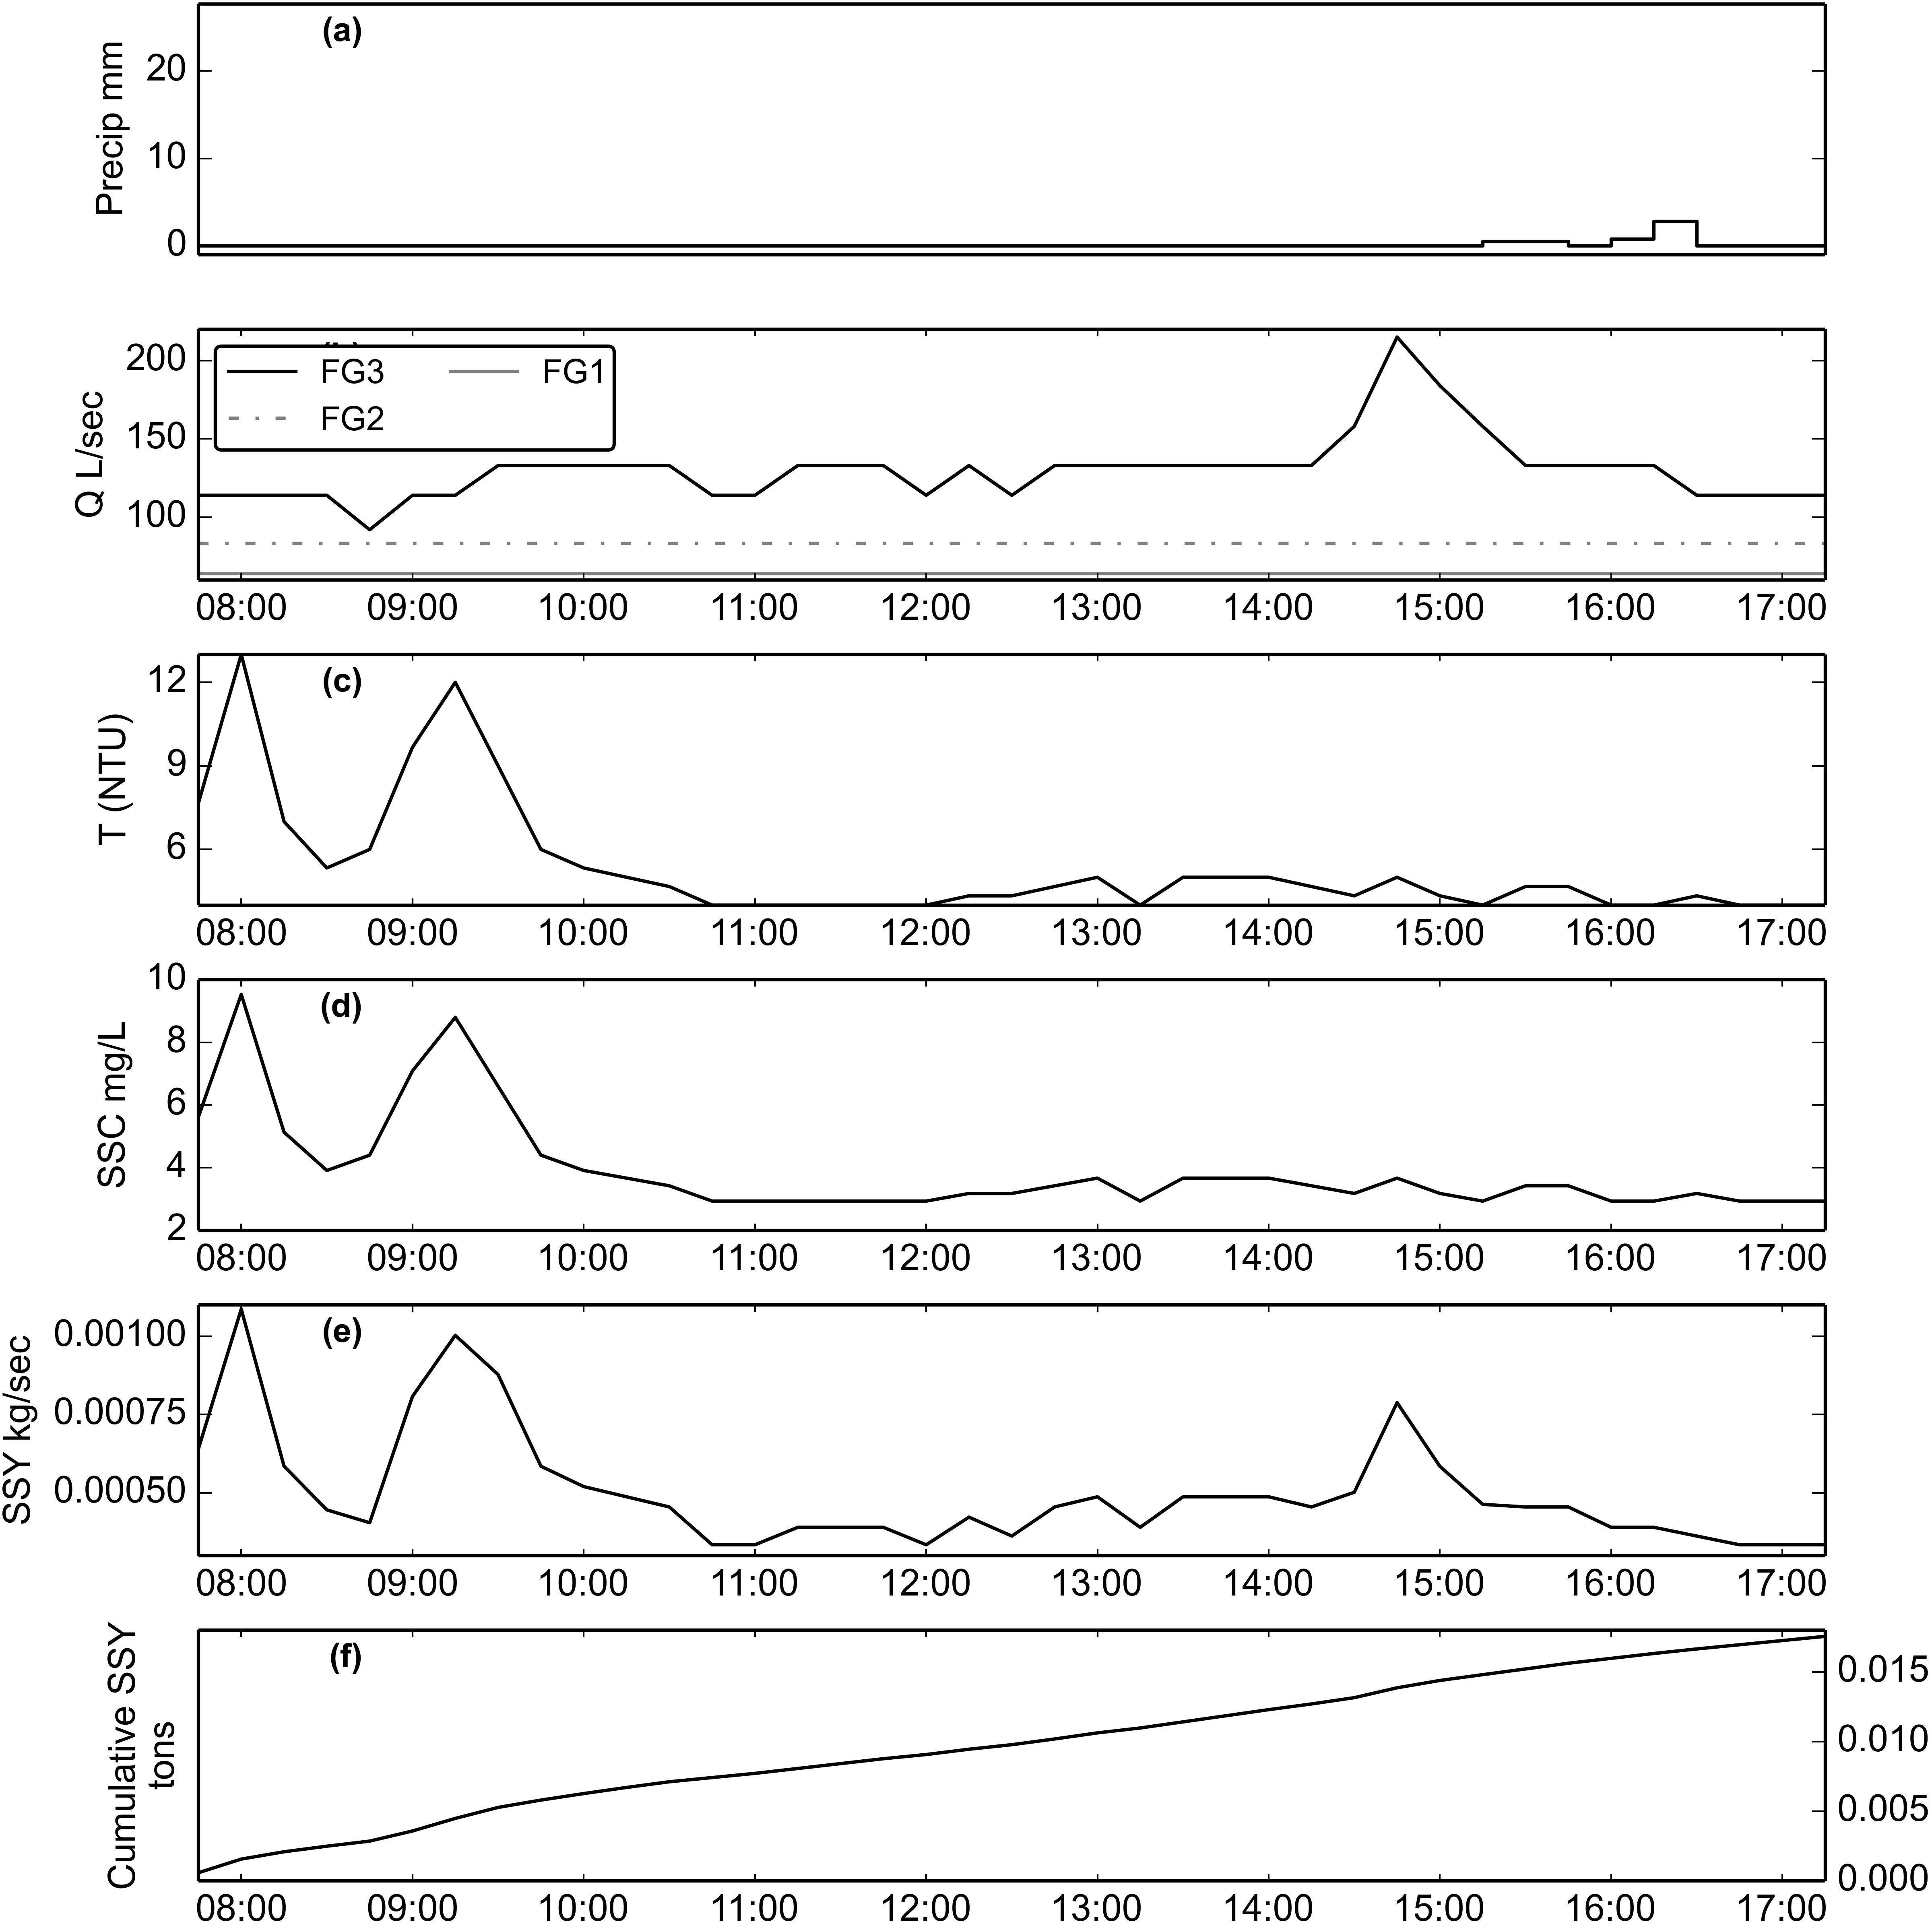 (a)
Precip mm
20
10
0
200
150
100
Q L/sec
FG3 FG1
FG2
08:00 09:00 10:00 11:00 12:00 13:00 14:00 15:00 16:00 17:00
(c)
T (NTU)
12
9
6
08:00 09:00 10:00 11:00 12:00 13:00 14:00 15:00 16:00 17:00
(d)
SSC mg/L
10
8
6
4
2
08:00 09:00 10:00 11:00 12:00 13:00 14:00 15:00 16:00 17:00
(e)
SSY kg/sec
0.00100
0.00075
0.00050
08:00 09:00 10:00 11:00 12:00 13:00 14:00 15:00 16:00 17:00
(f)
Cumulative SSY
tons
0.015
0.010
0.005
0.000
08:00 09:00 10:00 11:00 12:00 13:00 14:00 15:00 16:00 17:00